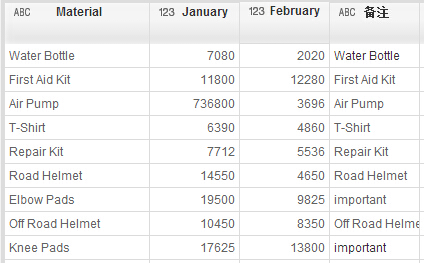 ABC Material 123 January 123 February ABC 备注
Water Bottle 7080 2020 Water Bottle
First Aid Kit 11800 12280 First Aid Kit
Air Pump 736800 3696 Air Pump
T-Shirt 6390 4860 T-Shirt
Repair Kit 7712 5536 Repair Kit
Road Helmet 14550 4650 Road Helmet
Elbow Pads 19500 9825 important
Off Road Helmet 10450 8350 Off Road Helme
Knee Pads 17625 13800 important